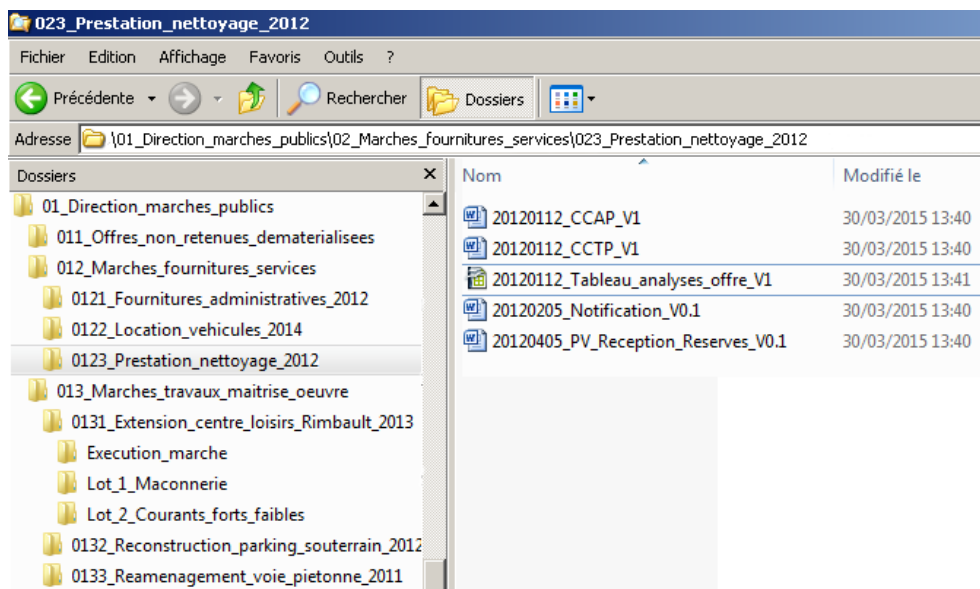 023_Prestation_nettoyage_2012
Fichier Edition Affichage Favoris Outils ?
Précédente Rechercher Dossiers
Adresse \01_Direction_marches_publics\02_Marches_fournitures_services\023_Prestation_nettoyage_2012
Dossiers
01_Direction_marches_publics
011_Offres_non_retenues_dematerialisees
012_Marches_fournitures_services
0121_Fournitures_administratives_2012
0122_Location_vehicules_2014
0123_Prestation_nettoyage_2012
013_Marches_travaux_maitrise_oeuvre
0131_Extension_centre_loisirs_Rimbault_2013
Execution_marche
Lot_1_Maconnerie
Lot_2_Courants_forts_faibles
0132_Reconstruction_parking_souterrain_2012
0133_Reamenagement_voie_pietonne_2011
Nom Modifié le
20120112_CCAP_V1 30/03/2015 13:40
20120112_CCTP_V1 30/03/2015 13:40
20120112_Tableau_analyses_offre_V1 30/03/2015 13:41
20120205_Notification_V0.1 30/03/2015 13:40
20120405_PV_Reception_Reserves_V0.1 30/03/2015 13:40